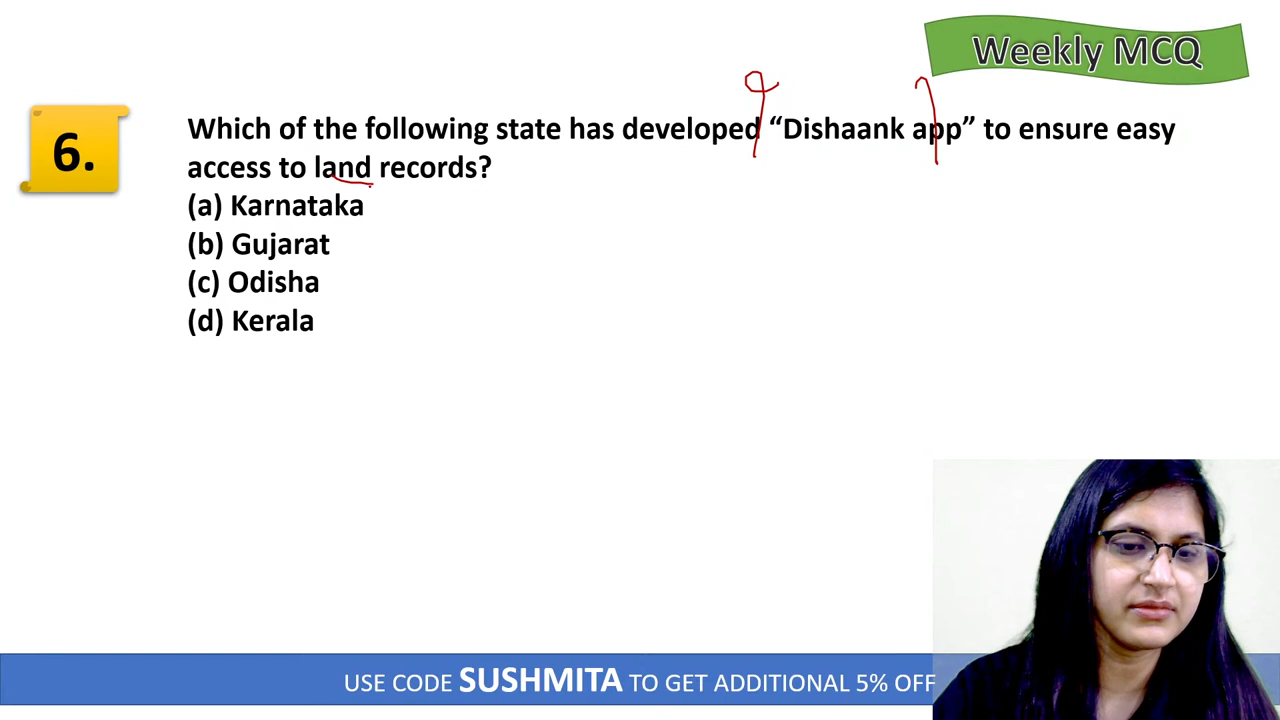 Weekly MCQ
6.
Which of the following state has developed “Dishaank app” to ensure easy
access to land records?
(a) Karnataka
(b) Gujarat
(c) Odisha
(d) Kerala
USE CODE SUSHMITA TO GET ADDITIONAL 5% OFF